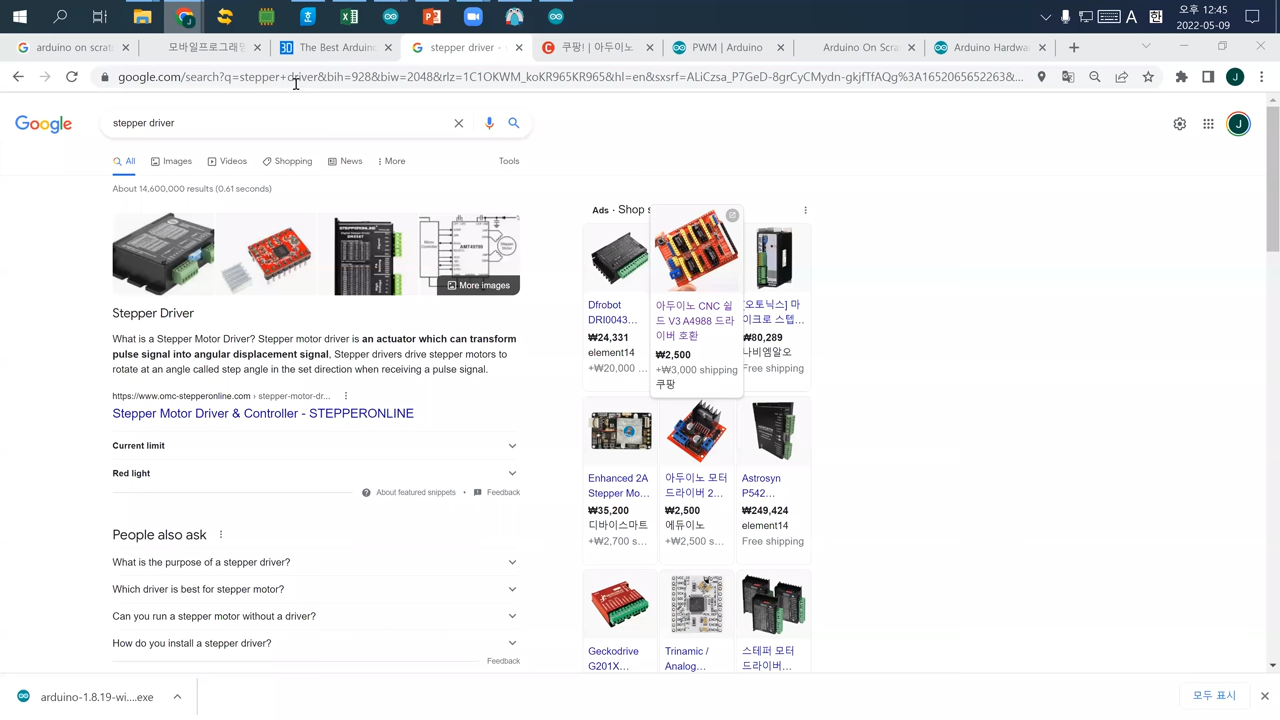 오후 12:45
A
한
2022-05-09
arduino on scrat
모바일프로그래밍
The Best Arduin
stepper driver -
쿠팡! | 아두이노
PWM | Arduino
Arduino On Scra
Arduino Hardwa
google.com/search?q=stepper+driver&bih=928&biw=2048&rlz=1C1OKWM_koKR965KR965&hl=en&sxsrf=ALiCzsa_P7GeD-8grCyCMydn-gkjfTfAQg%3A1652065652263&...
J
Google
stepper driver
J
All
Images
Videos
Shopping
News
More
Tools
About 14,600,000 results (0.61 seconds)
More images
Stepper Driver
What is a Stepper Motor Driver? Stepper motor driver is an actuator which can transform
pulse signal into angular displacement signal, Stepper drivers drive stepper motors to
rotate at an angle called step angle in the set direction when receiving a pulse signal.
https://www.omc-stepperonline.com › stepper-motor-dr...
Stepper Motor Driver & Controller - STEPPERONLINE
Current limit
Red light
About featured snippets
•
Feedback
People also ask
What is the purpose of a stepper driver?
Which driver is best for stepper motor?
Can you run a stepper motor without a driver?
How do you install a stepper driver?
Feedback
Ads · Shop s
Dfrobot
DRI0043...
₩24,331
element14
+₩20,000 ...
아두이노 CNC 쉴
드 V3 A4988 드라
이버 호환
₩2,500
+₩3,000 shipping
쿠팡
[오토닉스] 마
이크로 스텝...
₩80,289
나비엠알오
Free shipping
Enhanced 2A
Stepper Mo...
₩35,200
디바이스마트
+₩2,700 s...
아두이노 모터
드라이버 2...
₩2,500
에듀이노
+₩2,500 s...
Astrosyn
P542...
₩249,424
element14
Free shipping
Geckodrive
G201X...
Trinamic /
Analog...
스테퍼 모터
드라이버...
arduino-1.8.19-wi....exe
모두 표시